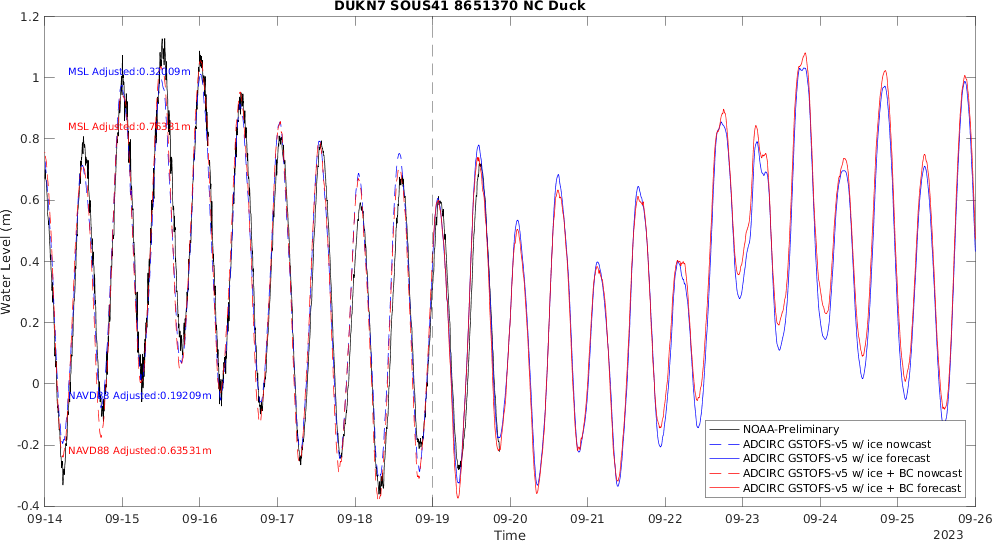 DUKN7 SOUS41 8651370 NC Duck
1.2
1
0.8
0.6
0.4
0.2
0
-0.2
-0.4
Water Level (m)
MSL Adjusted:0.32009m
MSL Adjusted:0.76331m
NAVD88 Adjusted:0.19209m
NAVD88 Adjusted:0.63531m
NOAA-Preliminary
ADCIRC GSTOFS-v5 w/ ice nowcast
ADCIRC GSTOFS-v5 w/ ice forecast
ADCIRC GSTOFS-v5 w/ ice + BC nowcast
ADCIRC GSTOFS-v5 w/ ice + BC forecast
09-14 09-15 09-16 09-17 09-18 09-19 09-20 09-21 09-22 09-23 09-24 09-25 09-26
Time
2023